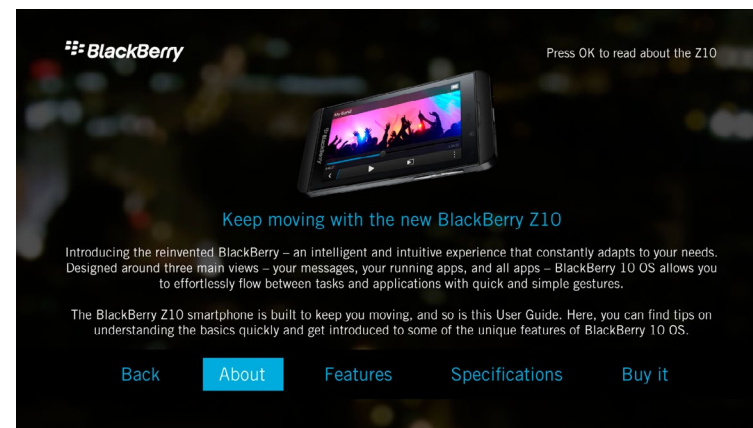 BlackBerry
Press OK to read about the Z10
My Band
BlackBerry
Keep moving with the new BlackBerry Z10
Introducing the reinvented BlackBerry – an intelligent and intuitive experience that constantly adapts to your needs.
Designed around three main views – your messages, your running apps, and all apps – BlackBerry 10 OS allows you
to effortlessly flow between tasks and applications with quick and simple gestures.
The BlackBerry Z10 smartphone is built to keep you moving, and so is this User Guide. Here, you can find tips on
understanding the basics quickly and get introduced to some of the unique features of BlackBerry 10 OS.
Back About Features Specifications Buy it